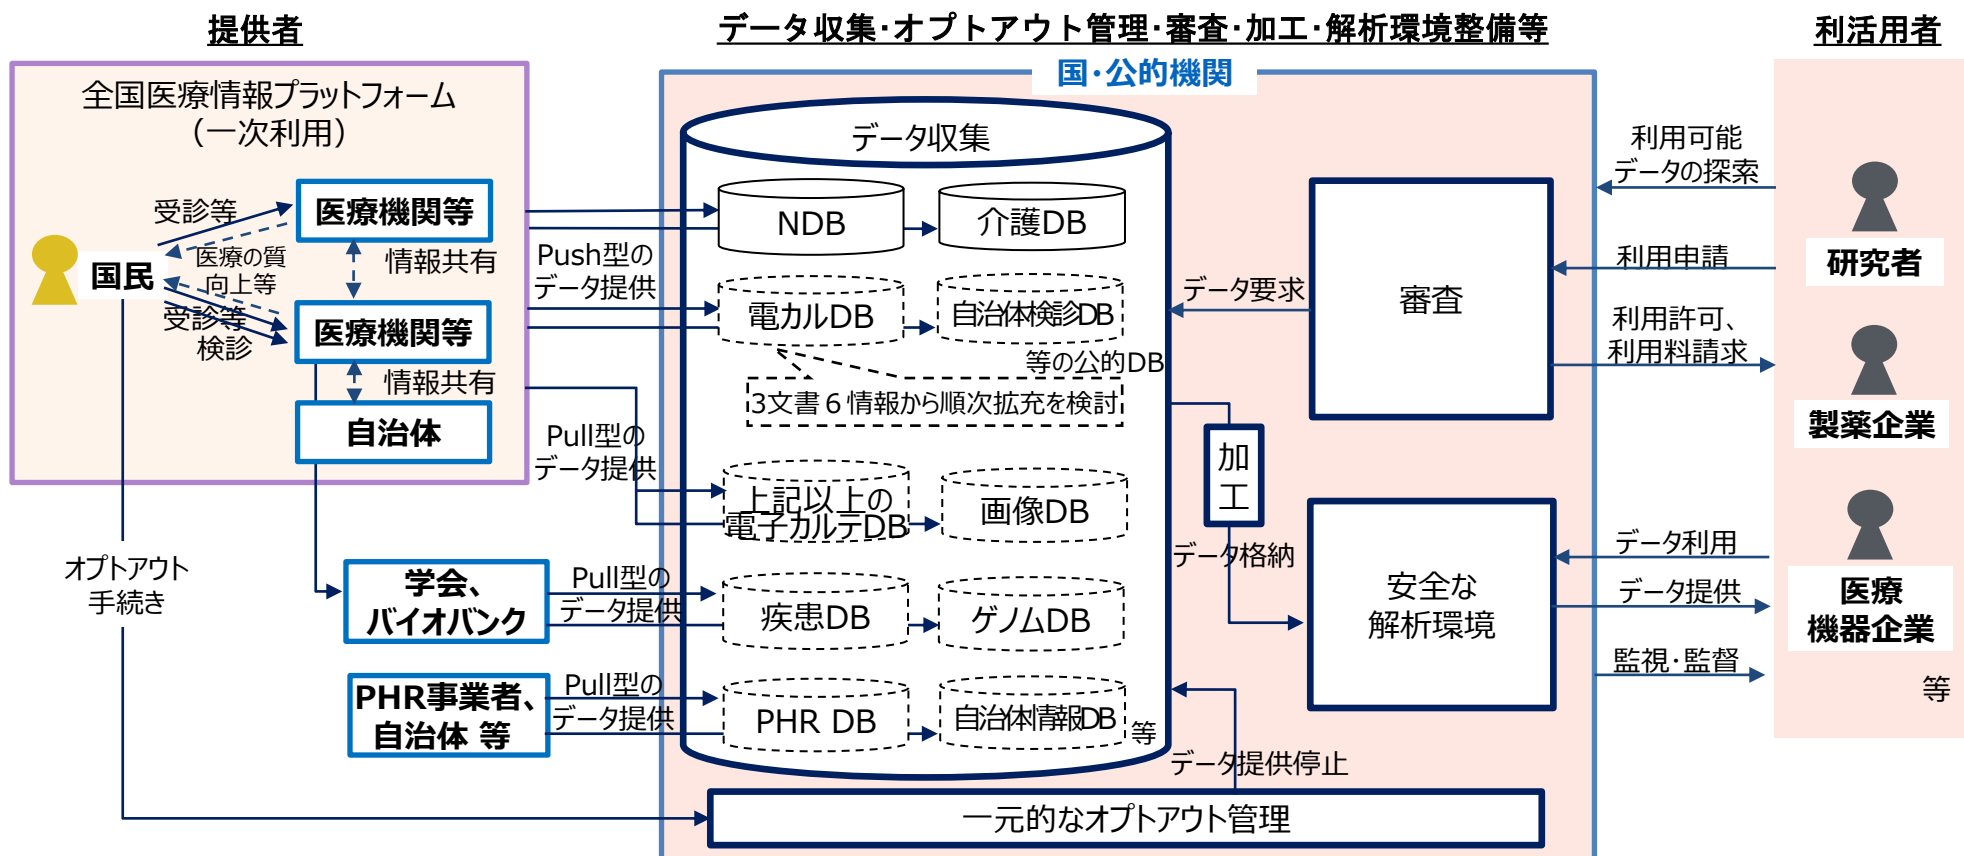 提供者
データ収集・オプトアウト管理・審査・加工・解析環境整備等
利活用者
国・公的機関
全国医療情報プラットフォーム
（一次利用）
国民
受診等
医療の質
向上等
受診等
検診
医療機関等
情報共有
医療機関等
情報共有
自治体
オプトアウト
手続き
学会、
バイオバンク
PHR事業者、
自治体 等
Push型の
データ提供
Pull型の
データ提供
Pull型の
データ提供
Pull型の
データ提供
データ収集
NDB
介護DB
電カルDB
自治体検診DB
等の公的DB
3文書６情報から順次拡充を検討
上記以上の
電子カルテDB
画像DB
疾患DB
ゲノムDB
PHR DB
自治体情報DB
等
データ要求
審査
加
工
データ格納
安全な
解析環境
データ提供停止
一元的なオプトアウト管理
利用可能
データの探索
利用申請
利用許可、
利用料請求
データ利用
データ提供
監視・監督
研究者
製薬企業
医療
機器企業
等